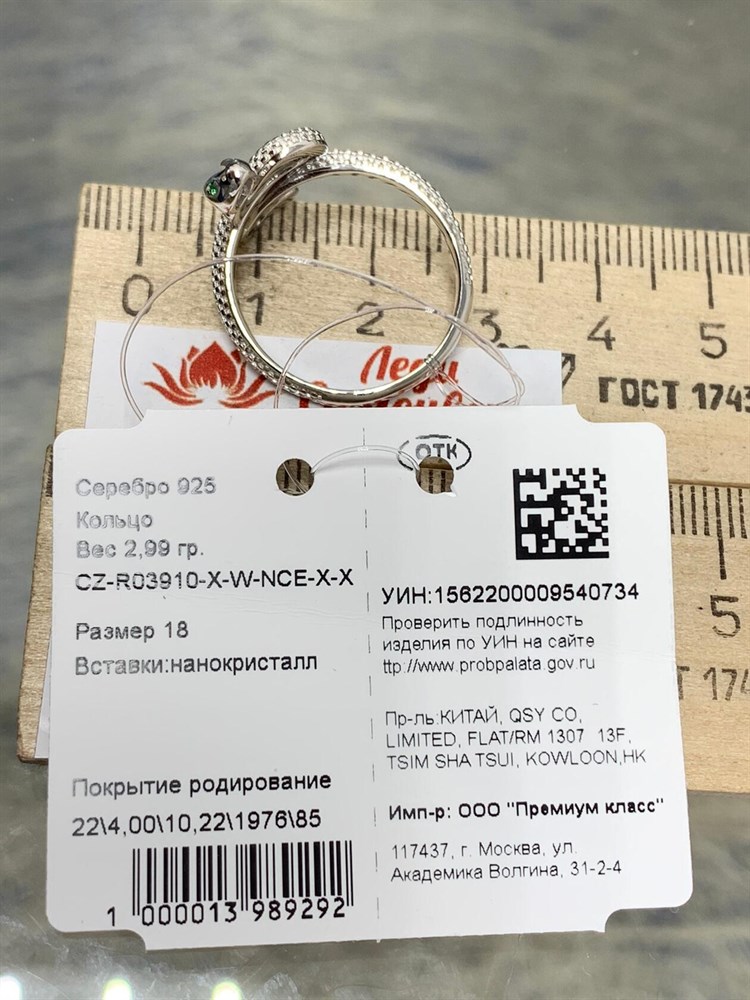 0 1 2 3 4 5
ГОСТ 1743
Леди
Серебро 925
Кольцо
Вес 2,99 гр.
CZ-R03910-X-W-NCE-X-X
Размер 18
Вставки:нанокристалл
Покрытие родирование
22\4,00\10,22\1976\85
1 000013 989292
ОТК
УИН:1562200009540734
Проверить подлинность
изделия по УИН на сайте
ttp://www.probpalata.gov.ru
Пр-ль:КИТАЙ, QSY CO,
LIMITED, FLAT/RM 1307 13F,
TSIM SHA TSUI, KOWLOON,HK
Имп-р: ООО "Премиум класс"
117437, г. Москва, ул.
Академика Волгина, 31-2-4
5
174